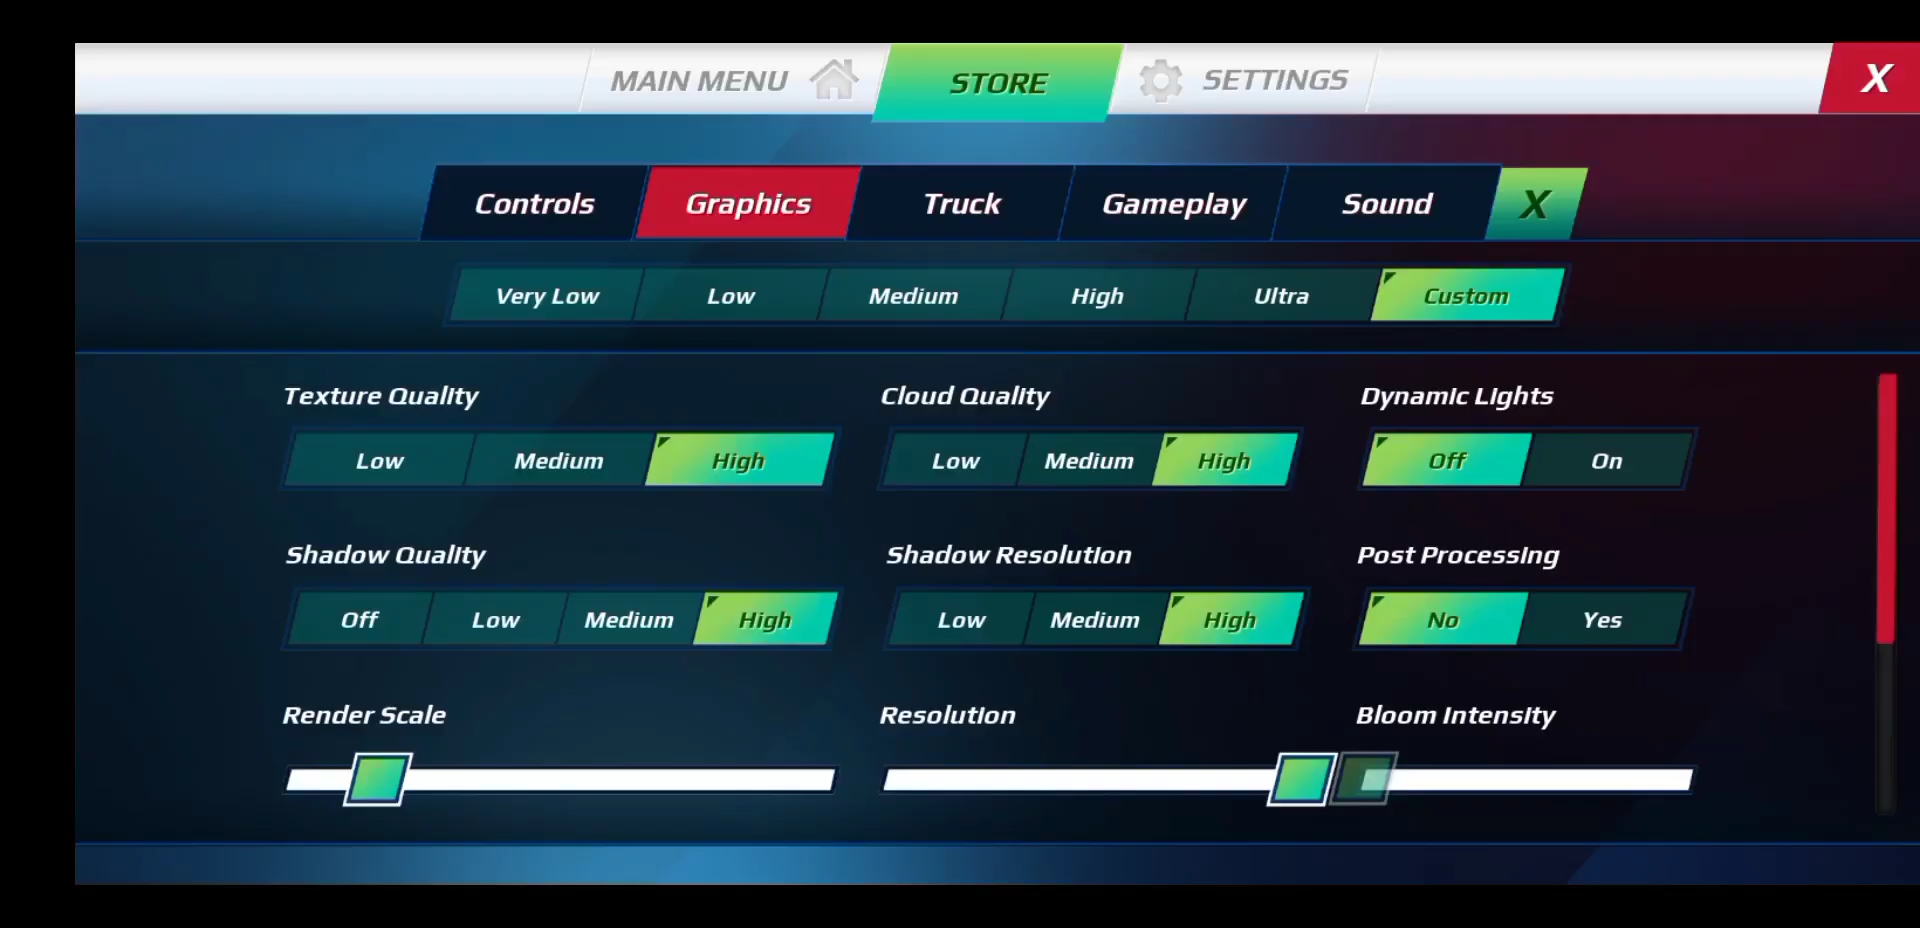 MAIN MENU STORE SETTINGS X
Controls Graphics Truck Gameplay Sound X
Very Low Low Medium High Ultra Custom
Texture Quality Cloud Quality Dynamic Lights
Low Medium High Low Medium High Off On
Shadow Quality Shadow Resolution Post Processing
Off Low Medium High Low Medium High No Yes
Render Scale Resolution Bloom Intensity